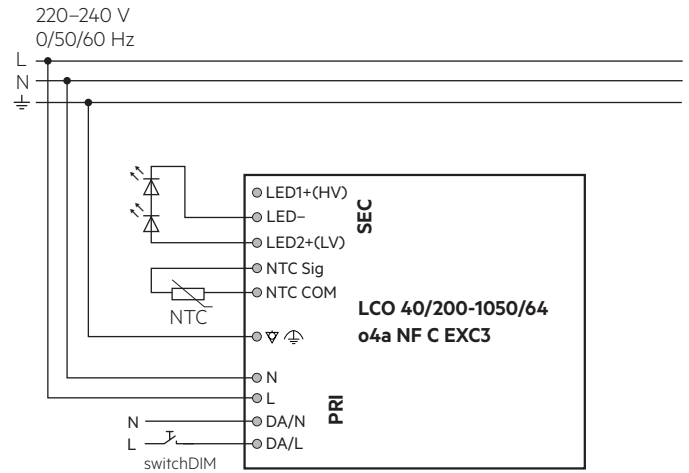 220–240 V
0/50/60 Hz
L
N
LED1+(HV)
LED–
LED2+(LV)
SEC
NTC Sig
NTC COM
NTC
LCO 40/200-1050/64
o4a NF C EXC3
N
L
PRI
N
DA/N
L
DA/L
switchDIM